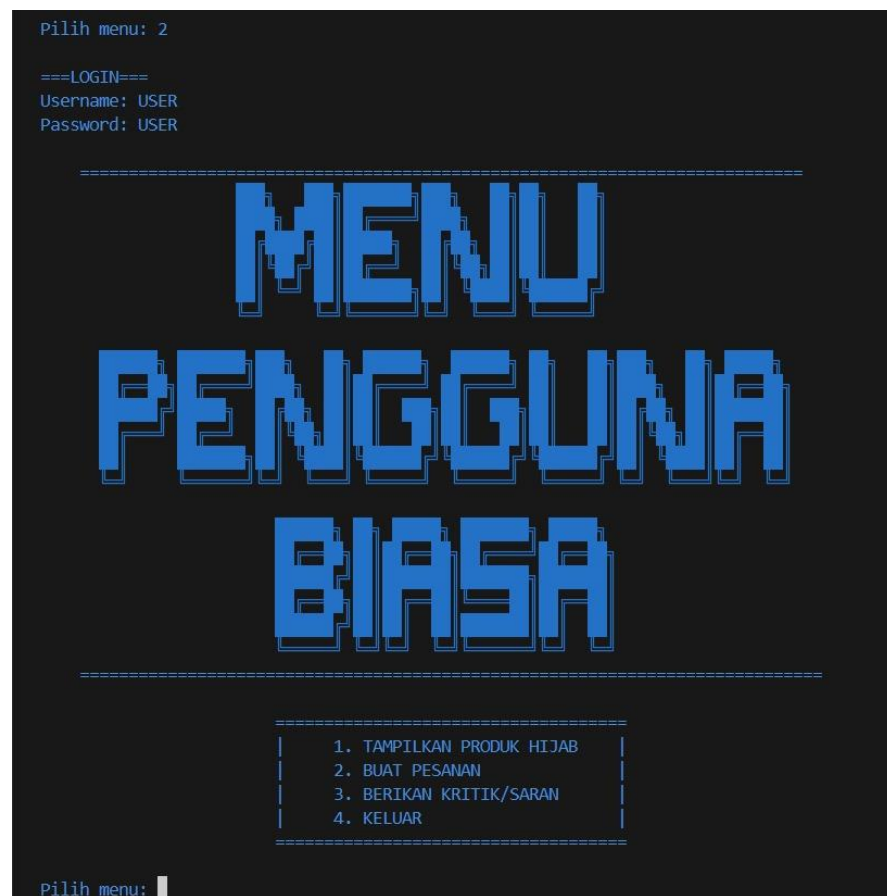 Pilih menu: 2
===LOGIN===
Username: USER
Password: USER
MENU
PENGGUNA
BIASA
1. TAMPILKAN PRODUK HIJAB
2. BUAT PESANAN
3. BERIKAN KRITIK/SARAN
4. KELUAR
Pilih menu: